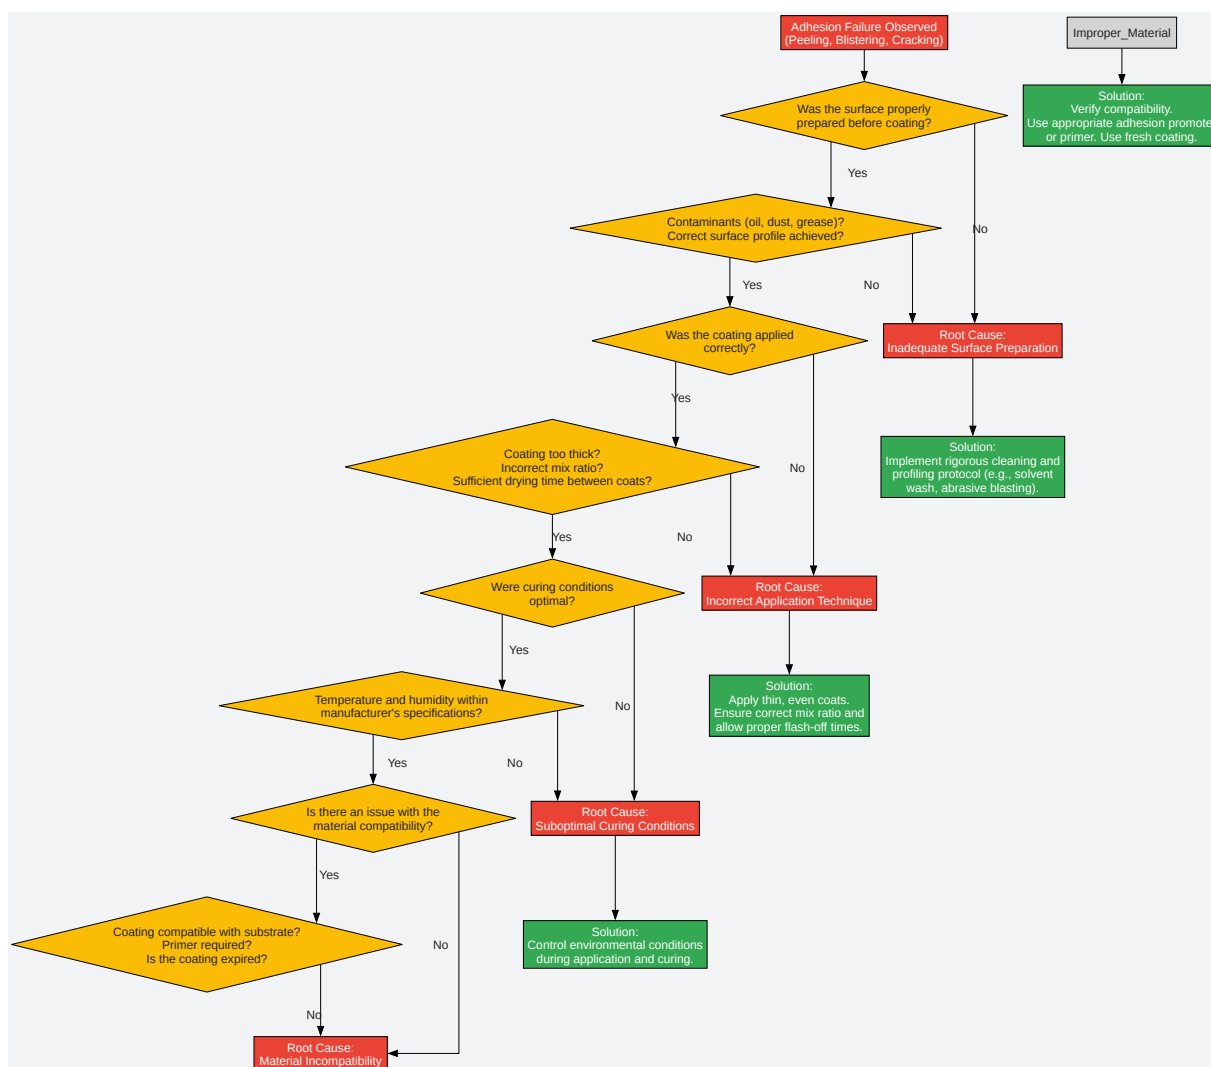 Adhesion Failure Observed
(Peeling, Blistering, Cracking)
Improper_Material
Solution:
Verify compatibility.
Use appropriate adhesion promote
or primer. Use fresh coating.
Was the surface properly
prepared before coating?
Yes
No
Contaminants (oil, dust, grease)?
Correct surface profile achieved?
Yes
No
Was the coating applied
correctly?
Root Cause:
Inadequate Surface Preparation
Yes
No
Solution:
Implement rigorous cleaning and
profiling protocol (e.g., solvent
wash, abrasive blasting).
Coating too thick?
Incorrect mix ratio?
Sufficient drying time between coats?
Yes
No
Were curing conditions
optimal?
Root Cause:
Incorrect Application Technique
Yes
No
Solution:
Apply thin, even coats.
Ensure correct mix ratio and
allow proper flash-off times.
Temperature and humidity within
manufacturer's specifications?
Yes
No
Is there an issue with the
material compatibility?
Root Cause:
Suboptimal Curing Conditions
Yes
No
Solution:
Control environmental conditions
during application and curing.
Coating compatible with substrate?
Primer required?
Is the coating expired?
No
Root Cause:
Material Incompatibility